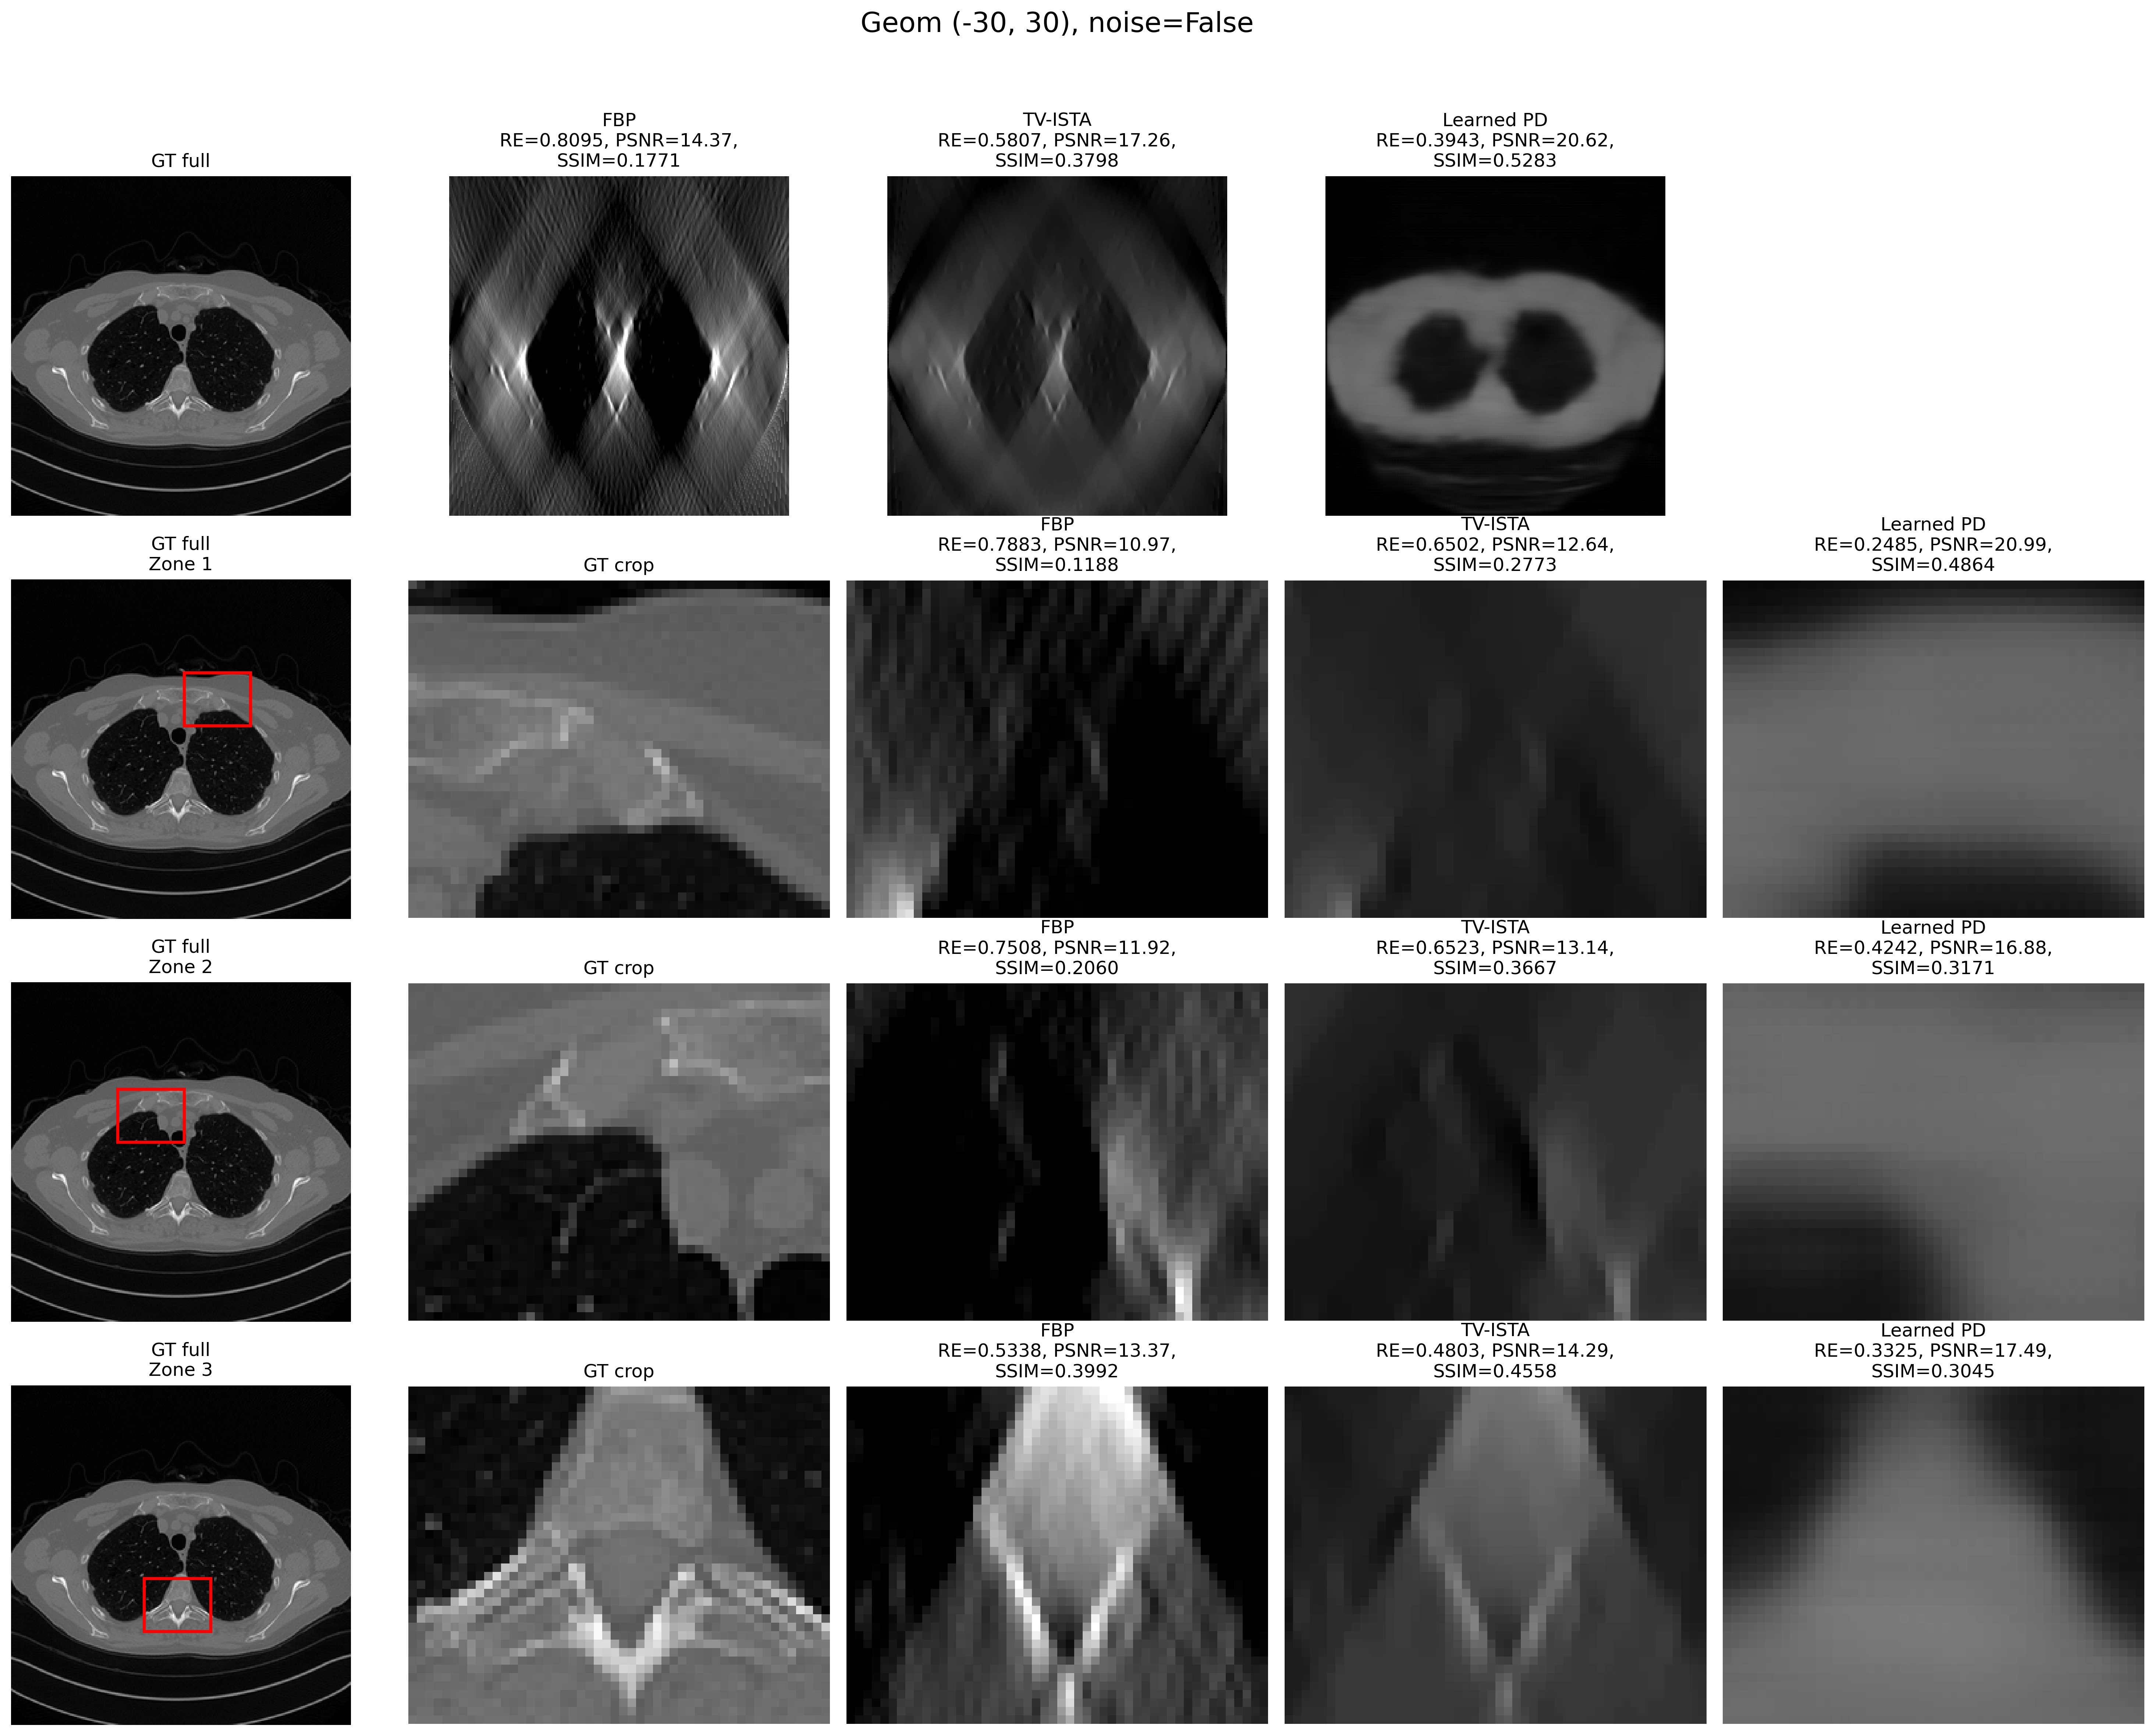 Geom (-30, 30), noise=False
GT full
FBP
RE=0.8095, PSNR=14.37,
SSIM=0.1771
TV-ISTA
RE=0.5807, PSNR=17.26,
SSIM=0.3798
Learned PD
RE=0.3943, PSNR=20.62,
SSIM=0.5283
GT full
Zone 1
GT crop
FBP
RE=0.7883, PSNR=10.97,
SSIM=0.1188
TV-ISTA
RE=0.6502, PSNR=12.64,
SSIM=0.2773
Learned PD
RE=0.2485, PSNR=20.99,
SSIM=0.4864
GT full
Zone 2
GT crop
FBP
RE=0.7508, PSNR=11.92,
SSIM=0.2060
TV-ISTA
RE=0.6523, PSNR=13.14,
SSIM=0.3667
Learned PD
RE=0.4242, PSNR=16.88,
SSIM=0.3171
GT full
Zone 3
GT crop
FBP
RE=0.5338, PSNR=13.37,
SSIM=0.3992
TV-ISTA
RE=0.4803, PSNR=14.29,
SSIM=0.4558
Learned PD
RE=0.3325, PSNR=17.49,
SSIM=0.3045